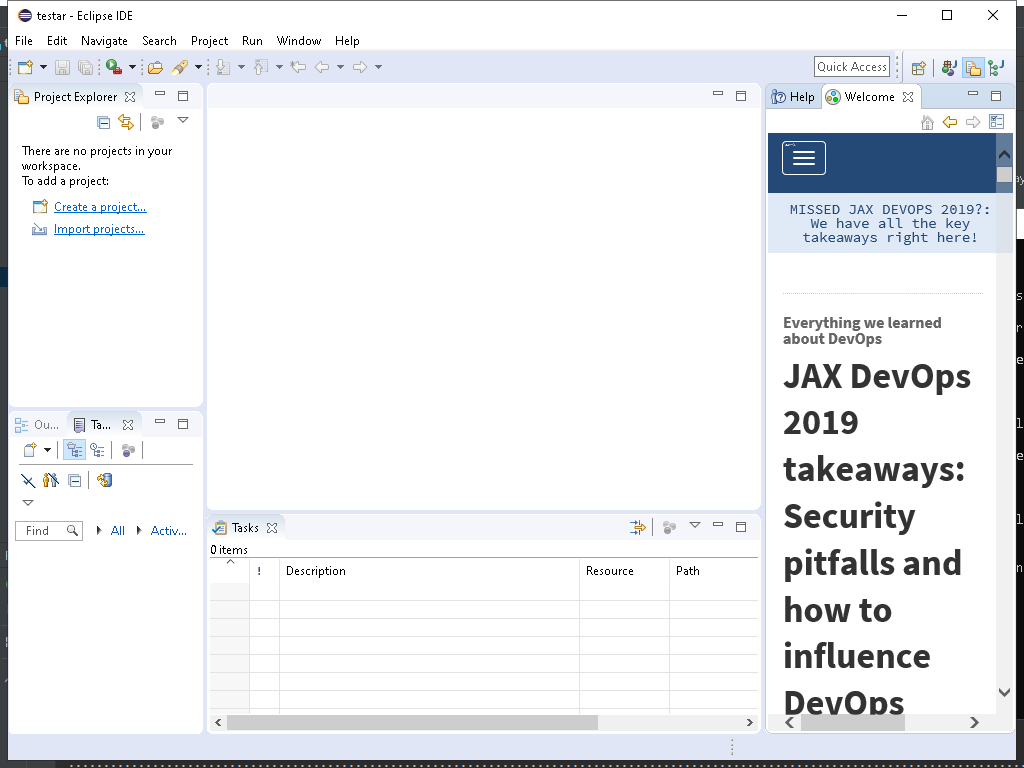 testar - Eclipse IDE
File Edit Navigate Search Project Run Window Help
Quick Access
Project Explorer
There are no projects in your
workspace.
To add a project:
Create a project...
Import projects...
Ou...
Ta...
Find
All
Activ...
Tasks
0 items
! Description Resource Path
Help
Welcome
MISSED JAX DEVOPS 2019?:
We have all the key
takeaways right here!
Everything we learned
about DevOps
JAX DevOps
2019
takeaways:
Security
pitfalls and
how to
influence
DevOps